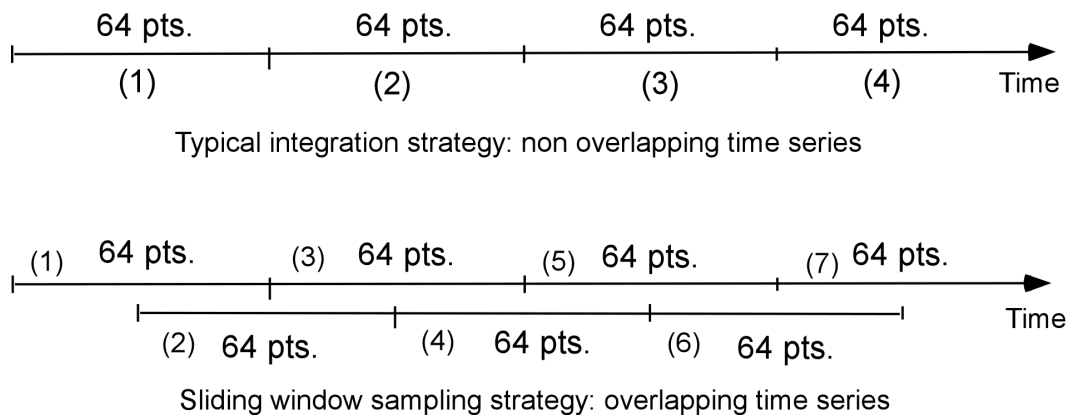 64 pts. 64 pts. 64 pts. 64 pts.
(1) (2) (3) (4) Time
Typical integration strategy: non overlapping time series
(1) 64 pts. (3) 64 pts. (5) 64 pts. (7) 64 pts.
Time
(2) 64 pts. (4) 64 pts. (6) 64 pts.
Sliding window sampling strategy: overlapping time series